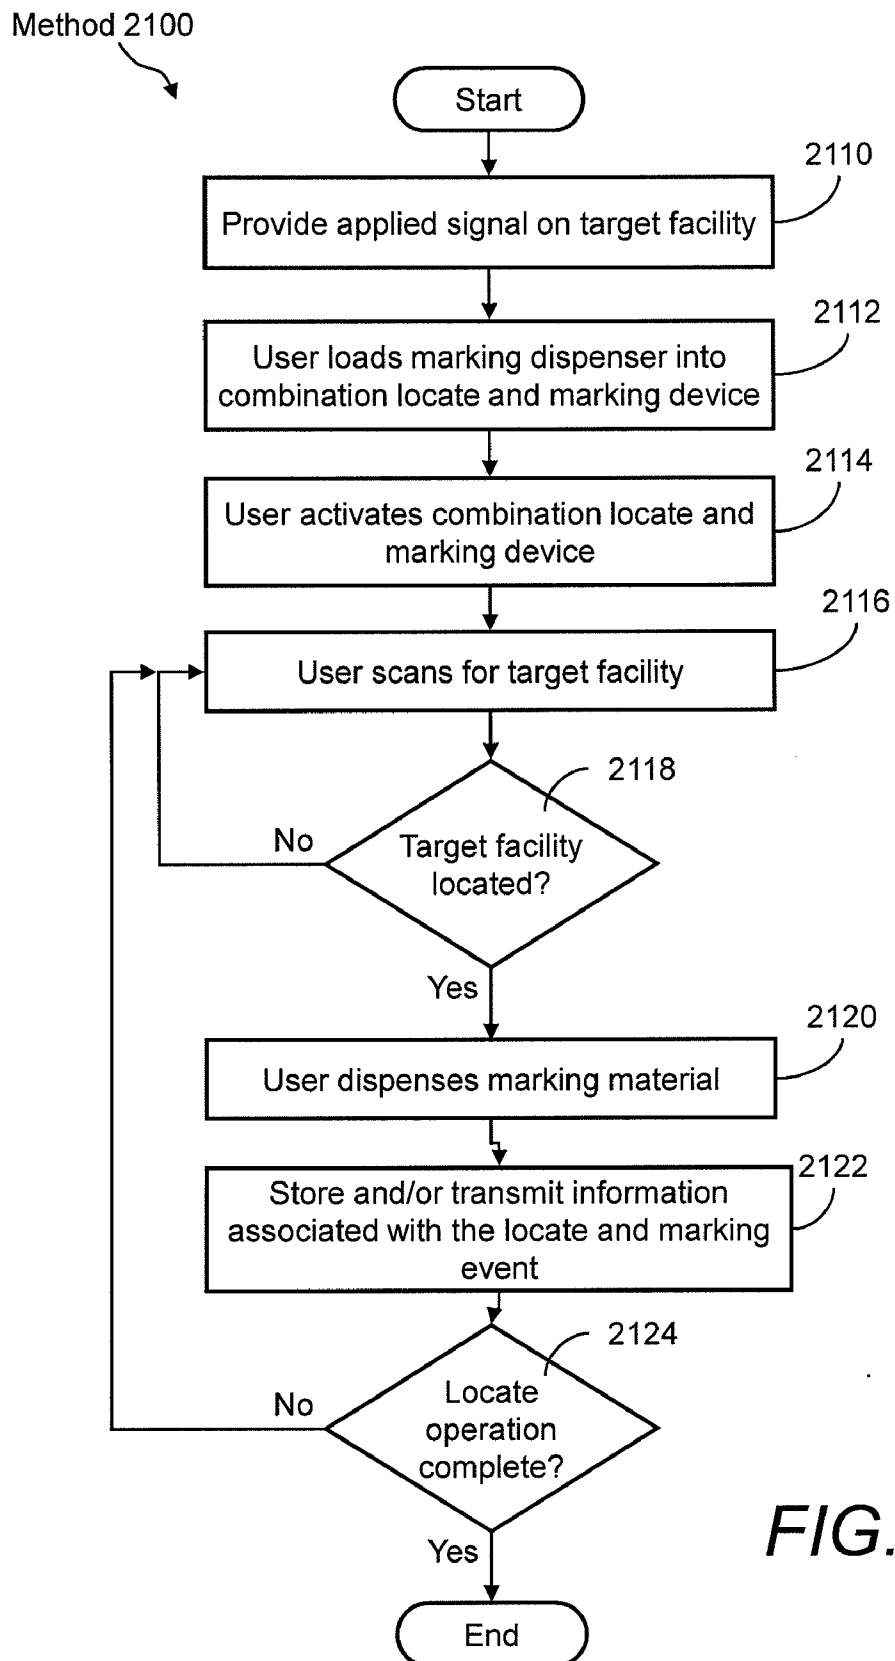 Method 2100
Start
2110
Provide applied signal on target facility
2112
User loads marking dispenser into
combination locate and marking device
2114
User activates combination locate and
marking device
2116
User scans for target facility
2118
No
Target facility
located?
Yes
2120
User dispenses marking material
2122
Store and/or transmit information
associated with the locate and marking
event
2124
No
Locate
operation
complete?
FIG.
Yes
End